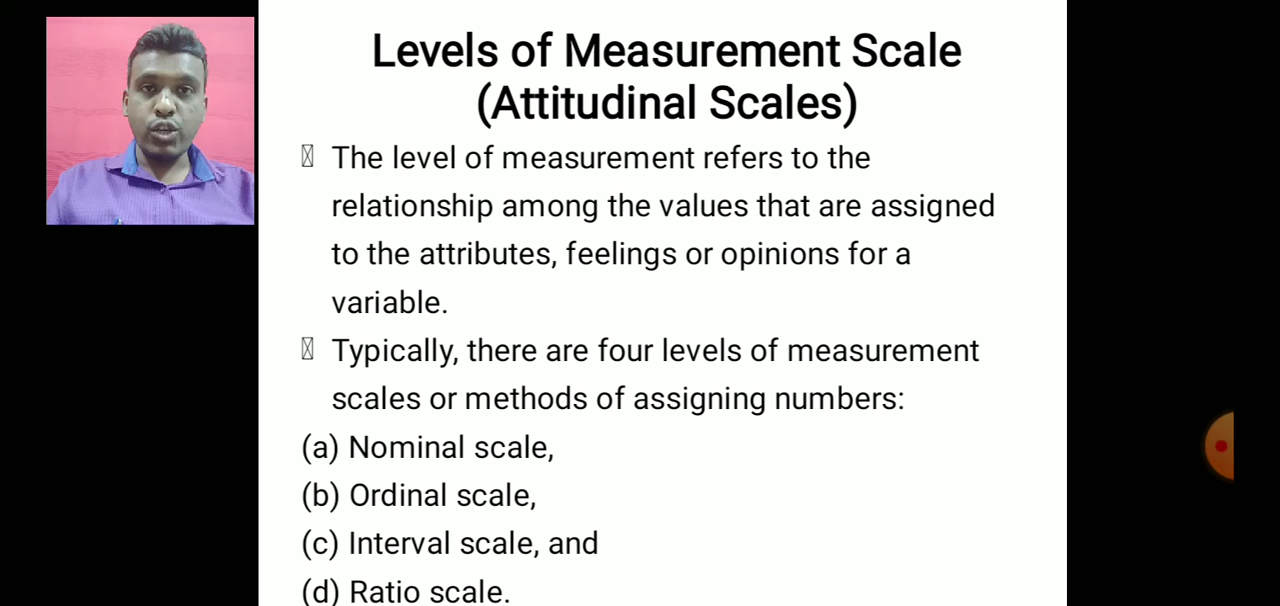 Levels of Measurement Scale
(Attitudinal Scales)
The level of measurement refers to the
relationship among the values that are assigned
to the attributes, feelings or opinions for a
variable.
Typically, there are four levels of measurement
scales or methods of assigning numbers:
(a) Nominal scale,
(b) Ordinal scale,
(c) Interval scale, and
(d) Ratio scale.